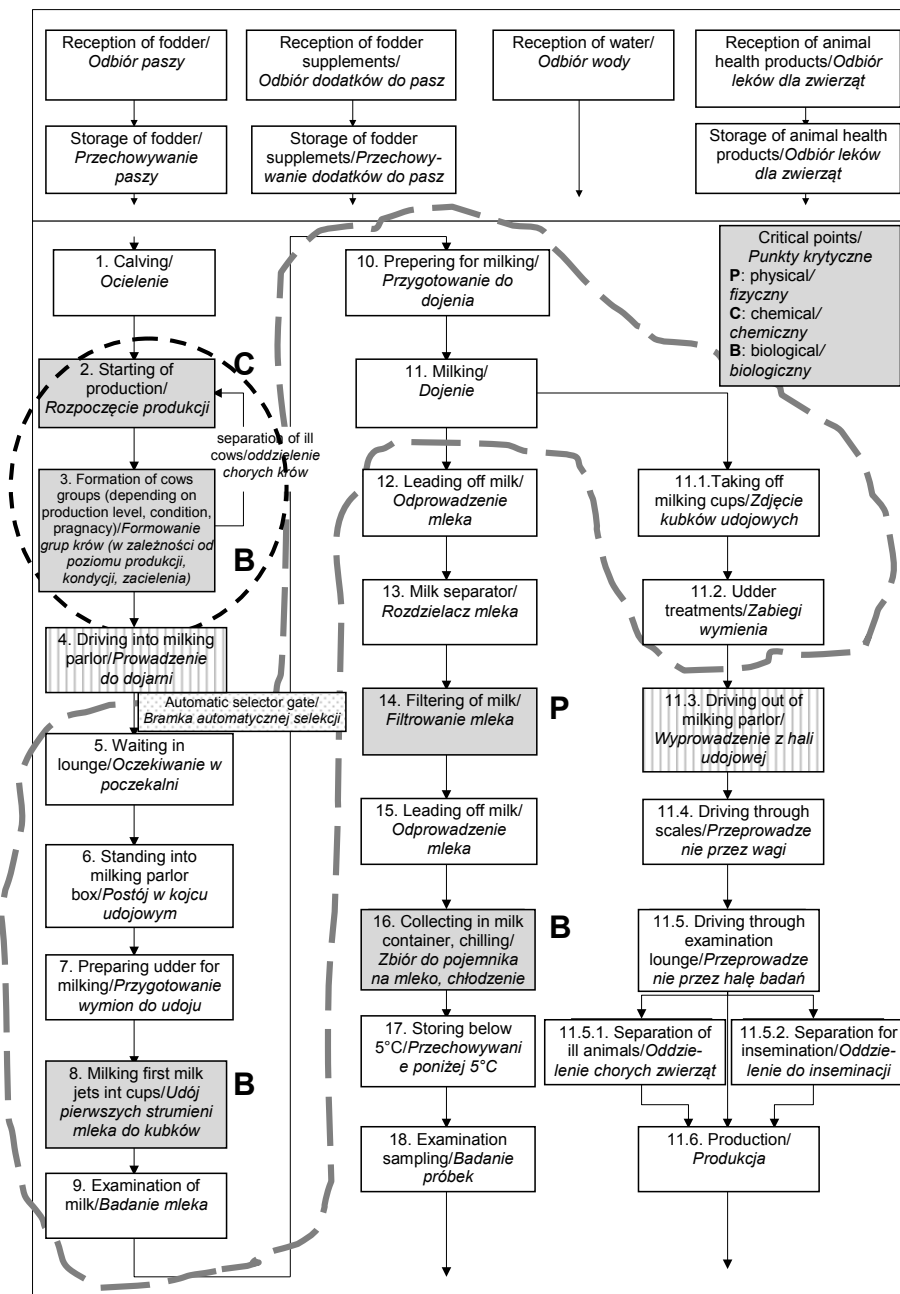 Reception of fodder/
Odbiór paszy
Reception of fodder
supplements/
Odbiór dodatków do pasz
Reception of water/
Odbiór wody
Reception of animal
health products/Odbiór
leków dla zwierząt
Storage of fodder/
Przechowywanie
paszy
Storage of fodder
supplemets/Przechowy-
wanie dodatków do pasz
Storage of animal health
products/Odbiór leków
dla zwierząt
Critical points/
Punkty krytyczne
P: physical/
fizyczny
C: chemical/
chemiczny
B: biological/
biologiczny
1. Calving/
Ocielenie
2. Starting of
production/
Rozpoczęcie produkcji
C
separation of ill
cows/oddzielenie
chorych krów
3. Formation of cows
groups (depending on
production level, condition,
pragnacy)/Formowanie
grup krów (w zależności od
poziomu produkcji,
kondycji, zacielenia)
B
4. Driving into milking
parlor/Prowadzenie
do dojarni
Automatic selector gate/
Bramka automatycznej selekcji
5. Waiting in
lounge/Oczekiwanie w
poczekalni
6. Standing into
milking parlor
box/Postój w kojcu
udojowym
7. Preparing udder for
milking/Przygotowanie
wymion do udoju
8. Milking first milk
jets int cups/Udój
pierwszych strumieni
mleka do kubków
B
9. Examination of
milk/Badanie mleka
10. Prepering for milking/
Przygotowanie do
dojenia
11. Milking/
Dojenie
12. Leading off milk/
Odprowadzenie
mleka
13. Milk separator/
Rozdzielacz mleka
14. Filtering of milk/
Filtrowanie mleka
P
15. Leading off milk/
Odprowadzenie
mleka
16. Collecting in milk
container, chilling/
Zbiór do pojemnika
na mleko, chłodzenie
B
17. Storing below
5°C/Przechowywani
e poniżej 5°C
18. Examination
sampling/Badanie
próbek
11.1.Taking off
milking cups/Zdjęcie
kubków udojowych
11.2. Udder
treatments/Zabiegi
wymienia
11.3. Driving out of
milking parlor/
Wyprowadzenie z hali
udojowej
11.4. Driving through
scales/Przeprowadze
nie przez wagi
11.5. Driving through
examination
lounge/Przeprowadze
nie przez halę badań
11.5.1. Separation of
ill animals/Oddzie-
lenie chorych zwierząt
11.5.2. Separation for
insemination/Oddzie-
lenie do inseminacji
11.6. Production/
Produkcja